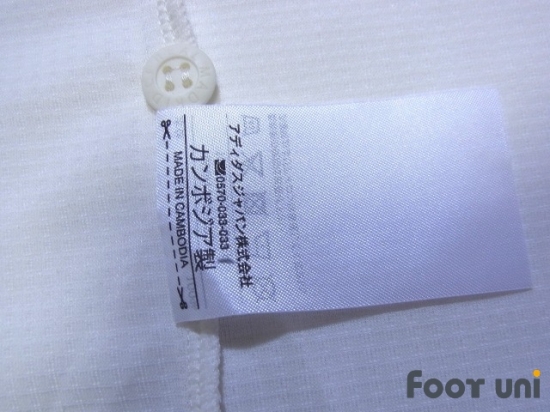 アディダスジャパン株式会社
0570-033-033
カンボジア製
MADE IN CAMBODIA
FOOT UNI